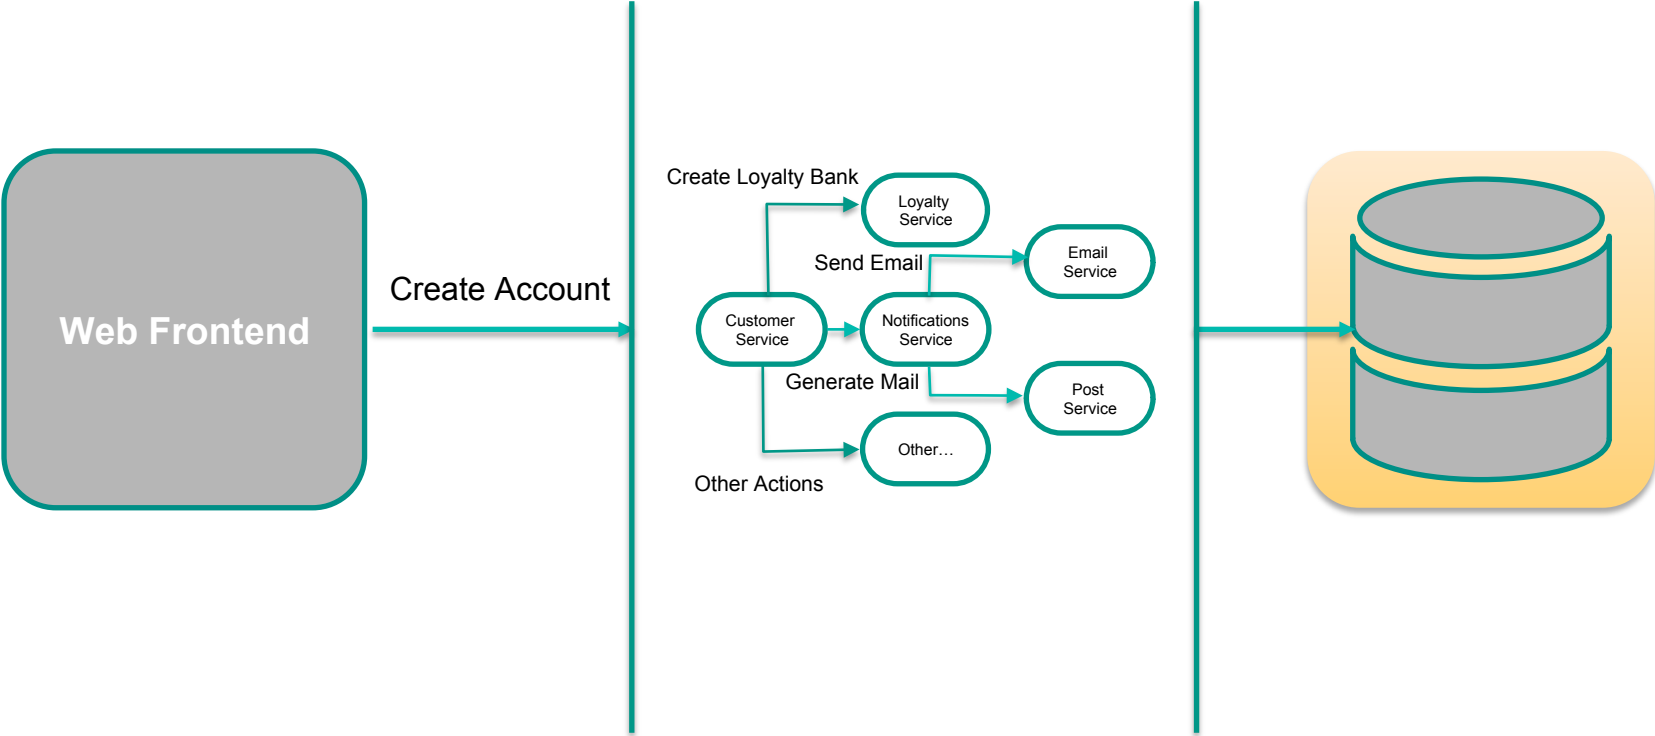 Web Frontend
Create Account
Create Loyalty Bank
Loyalty
Service
Send Email
Email
Service
Customer
Service
Notifications
Service
Generate Mail
Post
Service
Other…
Other Actions